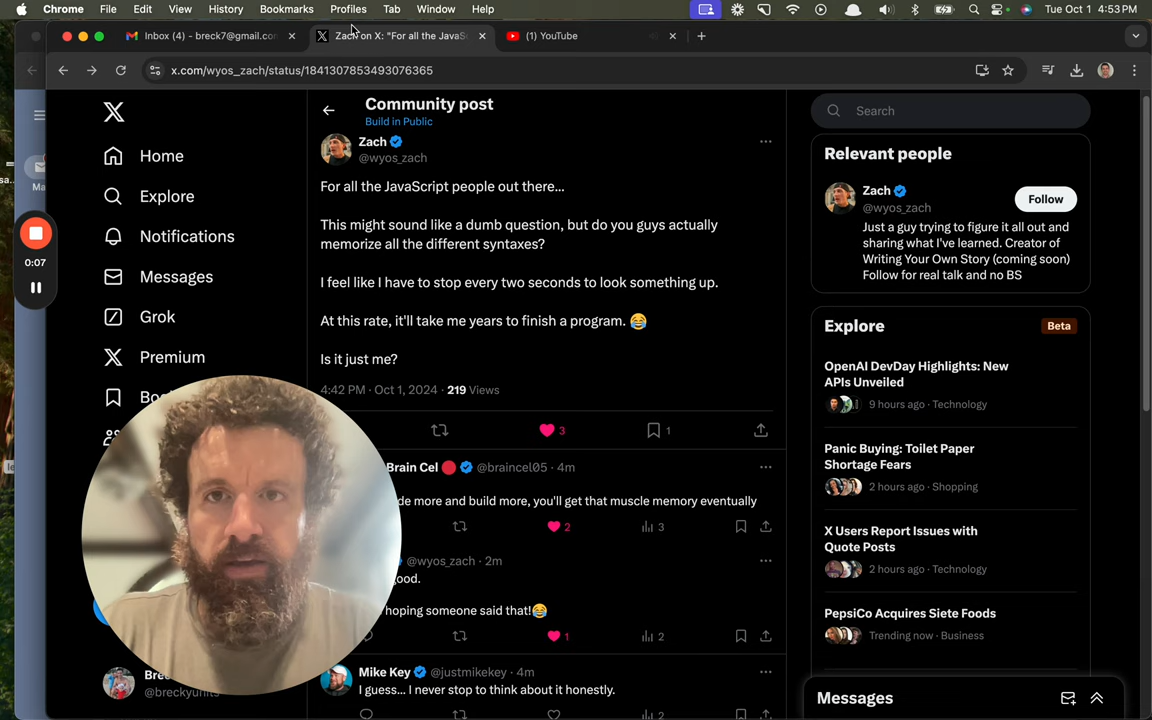 Chrome File Edit View History Bookmarks Profiles Tab Window Help Tue Oct 1 4:53 PM
Inbox (4) - breck7@gmail.com
Zach on X: "For all the JavaSc
(1) YouTube
x.com/wyos_zach/status/1841307853493076365
Ma
0:07
Home
Explore
Notifications
Messages
Grok
Premium
Bo
@breckyunits
Community post
Build in Public
Zach
@wyos_zach
For all the JavaScript people out there...
This might sound like a dumb question, but do you guys actually
memorize all the different syntaxes?
I feel like I have to stop every two seconds to look something up.
At this rate, it'll take me years to finish a program. 😂
Is it just me?
4:42 PM · Oct 1, 2024 · 219 Views
3
1
Brain Cel 🔴 @braincel05 · 4m
de more and build more, you'll get that muscle memory eventually
2
3
@wyos_zach · 2m
good.
hoping someone said that!😂
1
2
Mike Key @justmikekey · 4m
I guess... I never stop to think about it honestly.
2
Search
Relevant people
Zach
@wyos_zach
Follow
Just a guy trying to figure it all out and
sharing what I've learned. Creator of
Writing Your Own Story (coming soon)
Follow for real talk and no BS
Explore
Beta
OpenAI DevDay Highlights: New
APIs Unveiled
9 hours ago · Technology
Panic Buying: Toilet Paper
Shortage Fears
2 hours ago · Shopping
X Users Report Issues with
Quote Posts
2 hours ago · Technology
PepsiCo Acquires Siete Foods
Trending now · Business
Messages